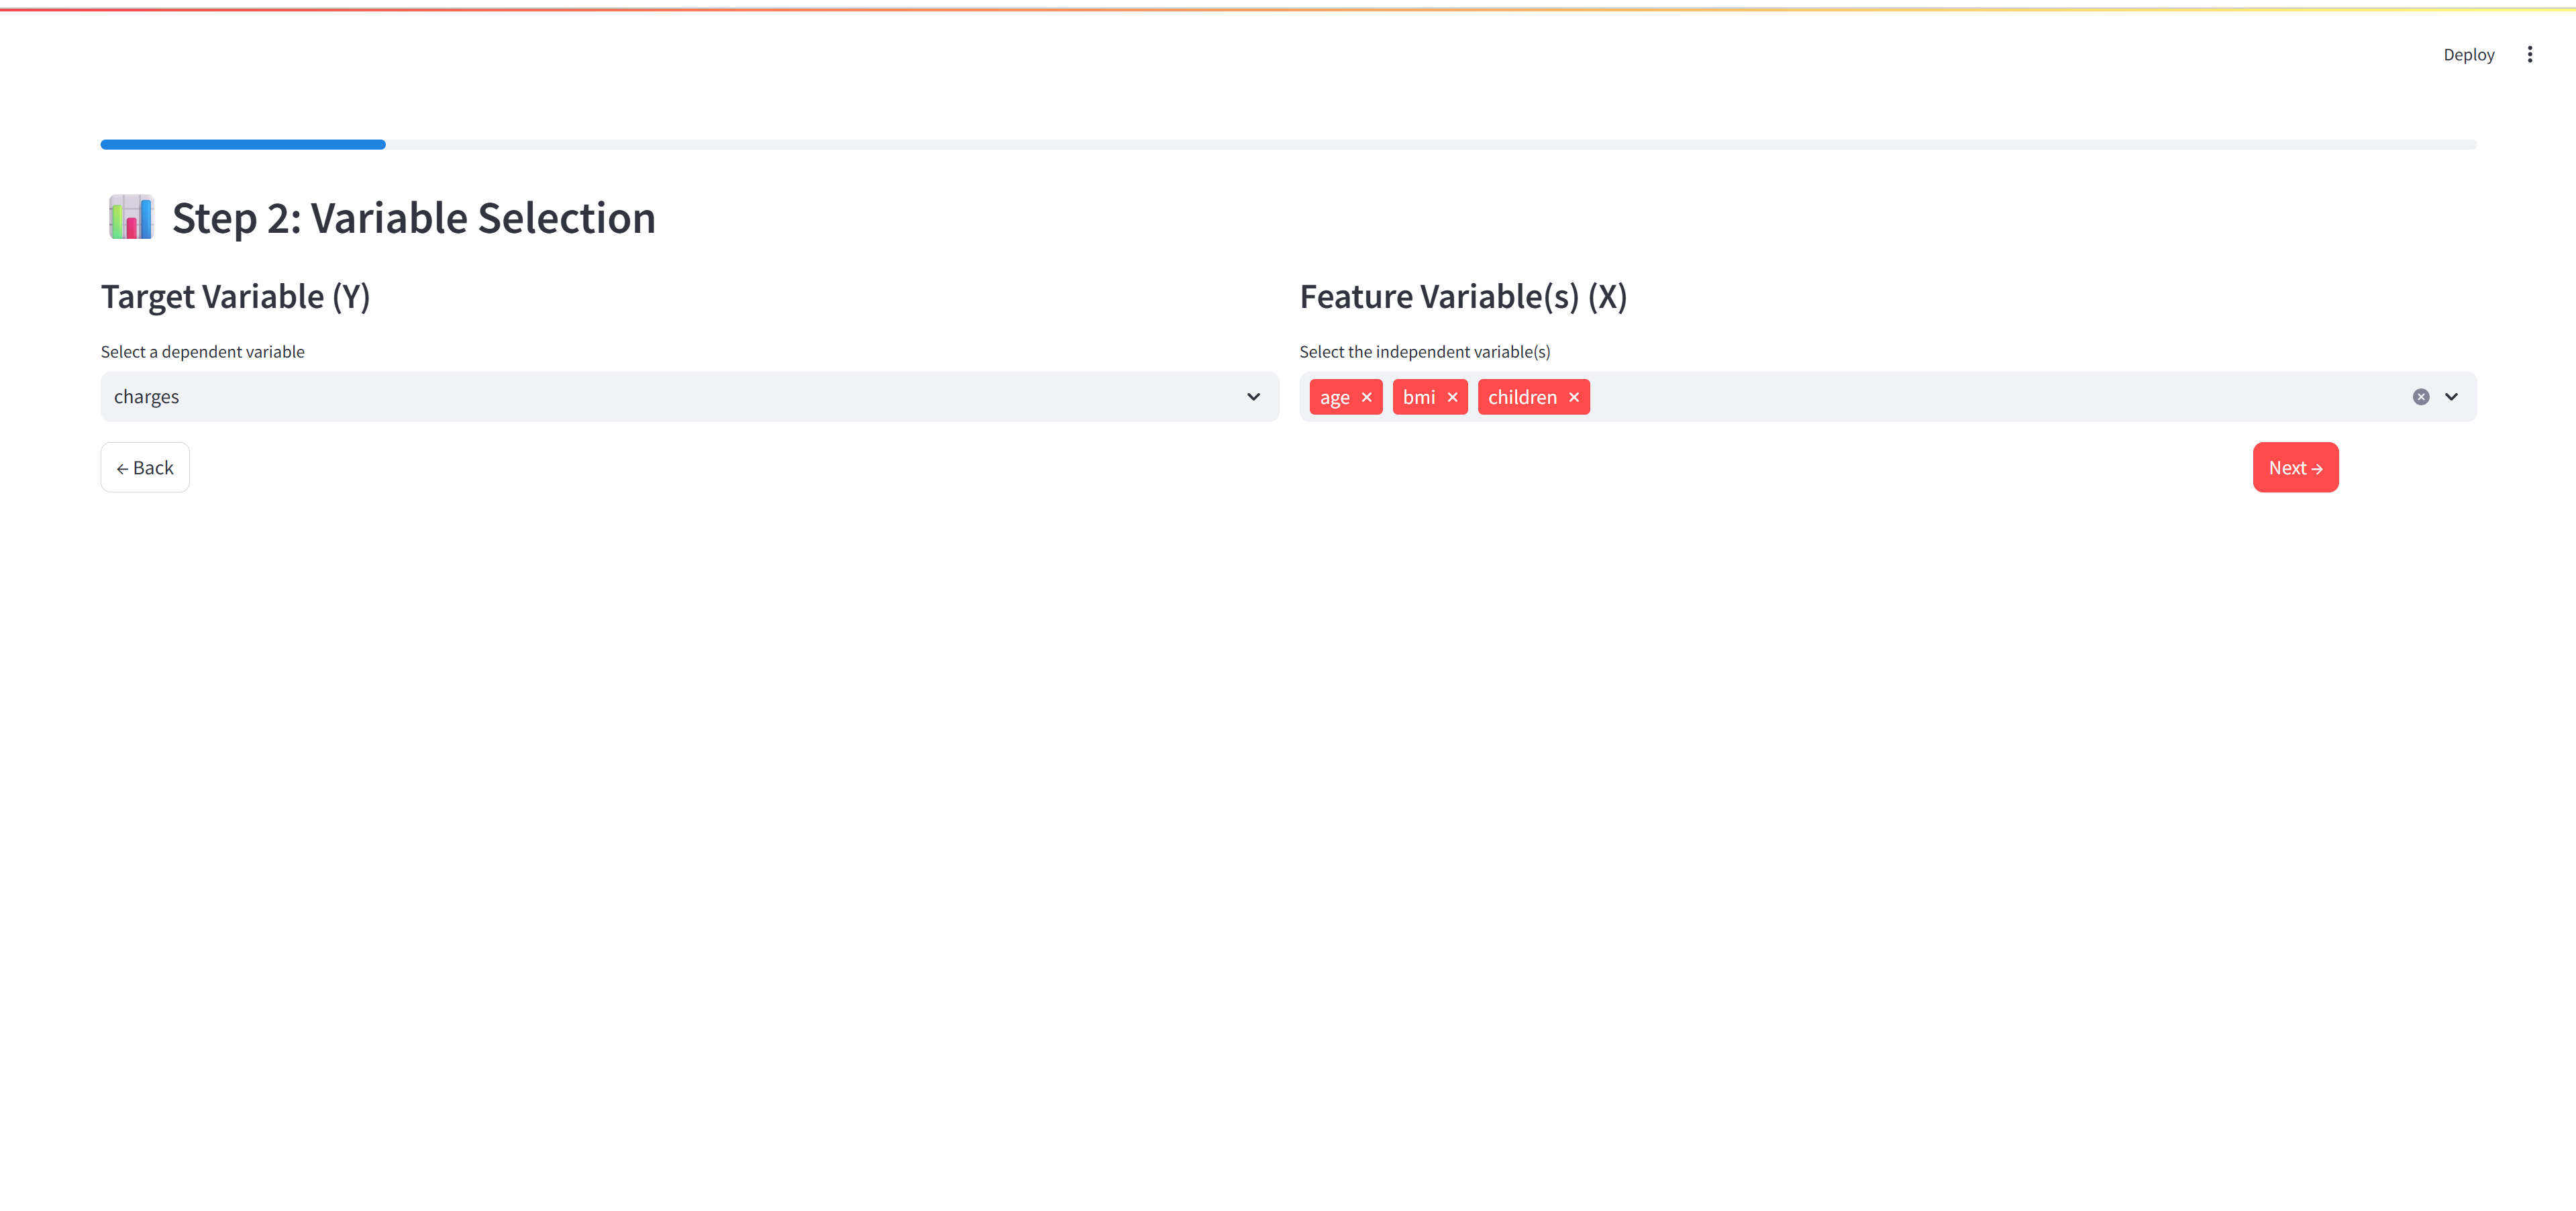 Deploy
Step 2: Variable Selection
Target Variable (Y)
Select a dependent variable
charges
← Back
Feature Variable(s) (X)
Select the independent variable(s)
age × bmi × children ×
Next →